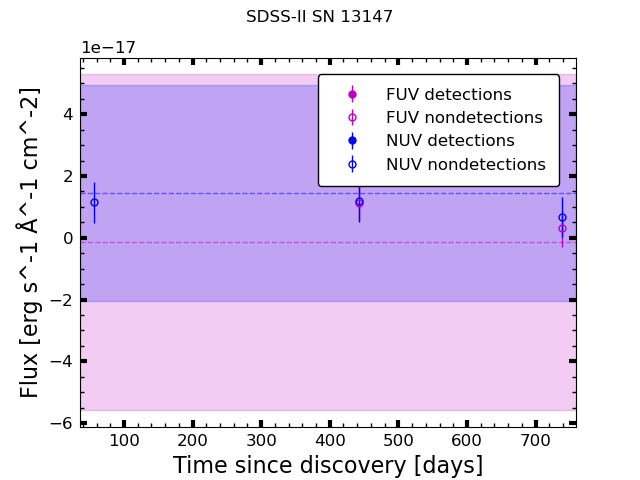 SDSS-II SN 13147
1e−17
FUV detections
FUV nondetections
NUV detections
NUV nondetections
4
2
0
−2
−4
−6
Flux [erg s^-1 Å^-1 cm^-2]
100 200 300 400 500 600 700
Time since discovery [days]